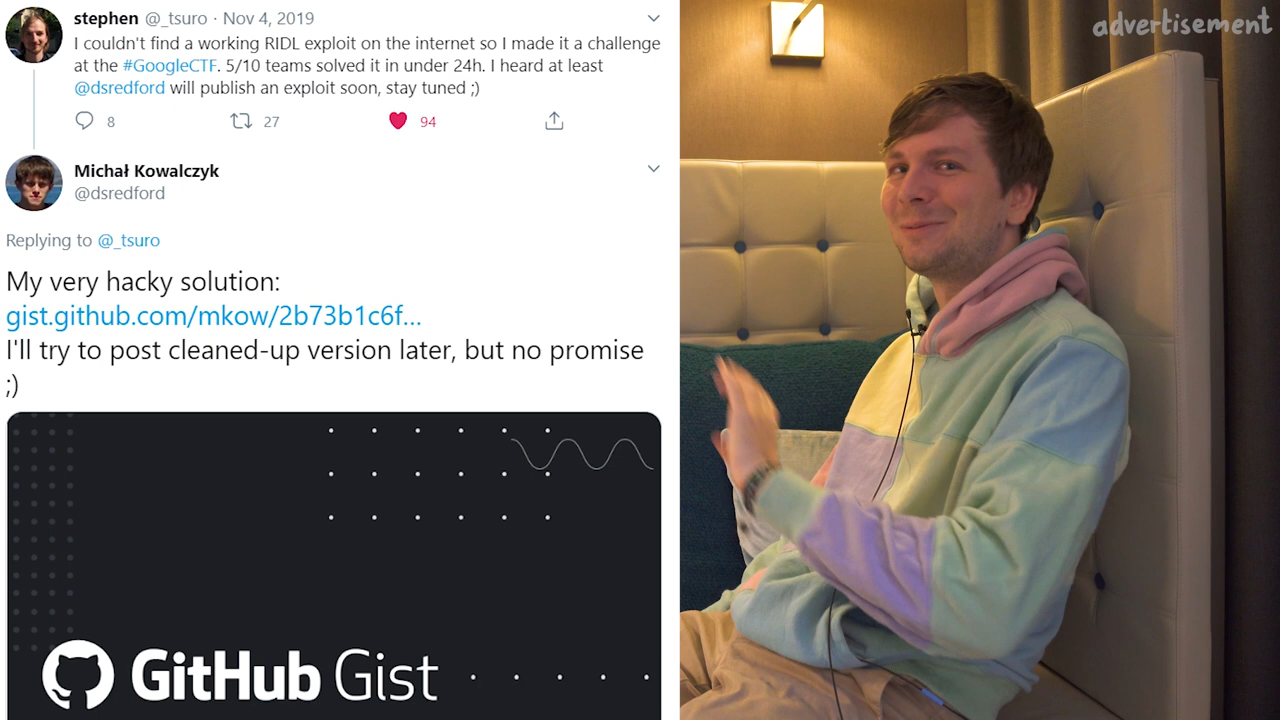 stephen @_tsuro · Nov 4, 2019
I couldn't find a working RIDL exploit on the internet so I made it a challenge
at the #GoogleCTF. 5/10 teams solved it in under 24h. I heard at least
@dsredford will publish an exploit soon, stay tuned ;)
8 27 94
Michał Kowalczyk
@dsredford
Replying to @_tsuro
My very hacky solution:
gist.github.com/mkow/2b73b1c6f...
I'll try to post cleaned-up version later, but no promise
;)
GitHub Gist
advertisement